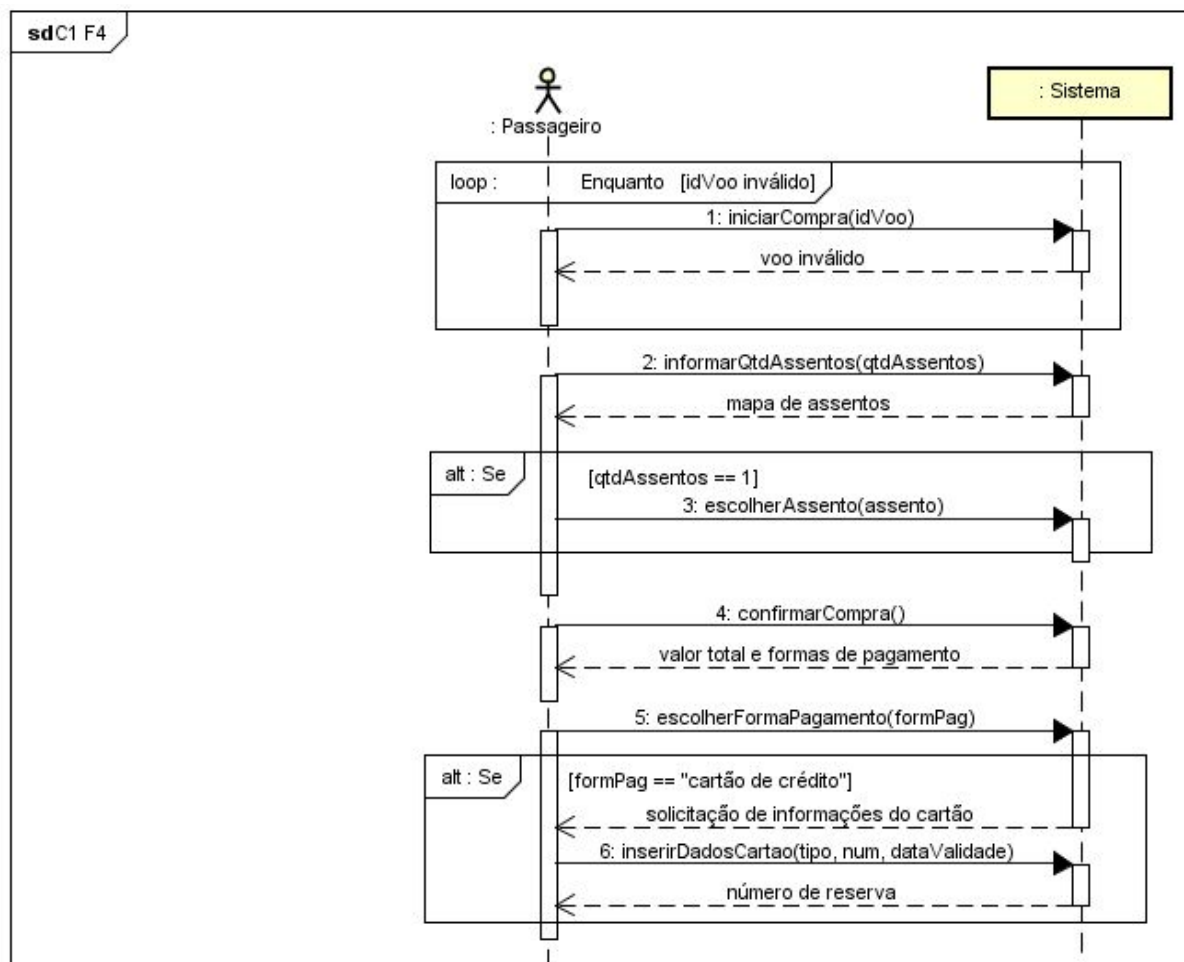 sdC1 F4
: Passageiro
: Sistema
loop : Enquanto [idVoo inválido]
1: iniciarCompra(idVoo)
voo inválido
2: informarQtdAssentos(qtdAssentos)
mapa de assentos
alt : Se [qtdAssentos == 1]
3: escolherAssento(assento)
4: confirmarCompra()
valor total e formas de pagamento
5: escolherFormaPagamento(formPag)
alt : Se [formPag == "cartão de crédito"]
solicitação de informações do cartão
6: inserirDadosCartao(tipo, num, dataValidade)
número de reserva